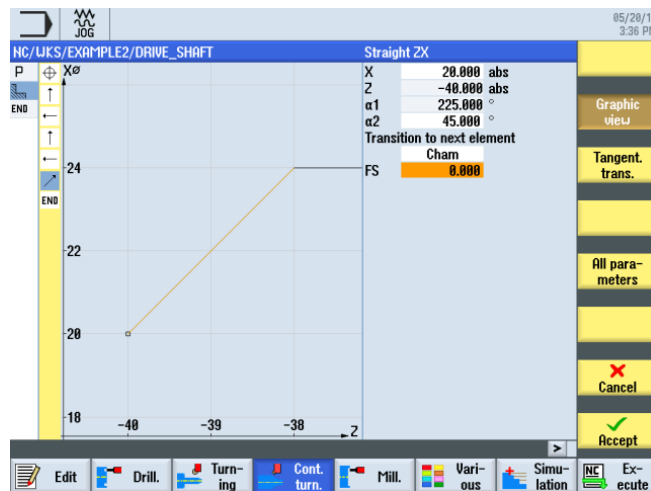 JOG
05/20/1
3:36 P
NC/WKS/EXAMPLE2/DRIVE_SHAFT
Straight ZX
P
END
END
XØ
24
22
20
18
-40
-39
-38
Z
X 20.000 abs
Z -40.000 abs
α1 225.000 °
α2 45.000 °
Transition to next element
Cham
FS 0.000
Graphic
view
Tangent.
trans.
All para-
meters
Cancel
Accept
>
Edit
Drill.
Turn-
ing
Cont.
turn.
Mill.
Vari-
ous
Simu-
lation
NC
Ex-
ecute